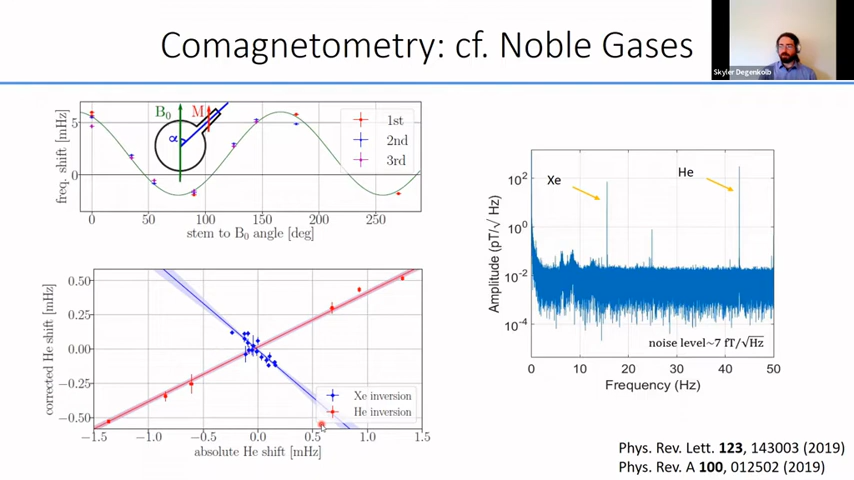 Comagnetometry: cf. Noble Gases
Skyler Degenkolb
freq. shift [mHz]
5
0
B₀
M
α
1st
2nd
3rd
0 50 100 150 200 250
stem to B₀ angle [deg]
corrected He shift [mHz]
0.50
0.25
0.00
−0.25
−0.50
Xe inversion
He inversion
−1.5 −1.0 −0.5 0.0 0.5 1.0 1.5
absolute He shift [mHz]
Amplitude (pT/√ Hz)
10²
10⁰
10⁻²
10⁻⁴
Xe
He
noise level~7 fT/√Hz
0 10 20 30 40 50
Frequency (Hz)
Phys. Rev. Lett. 123, 143003 (2019)
Phys. Rev. A 100, 012502 (2019)